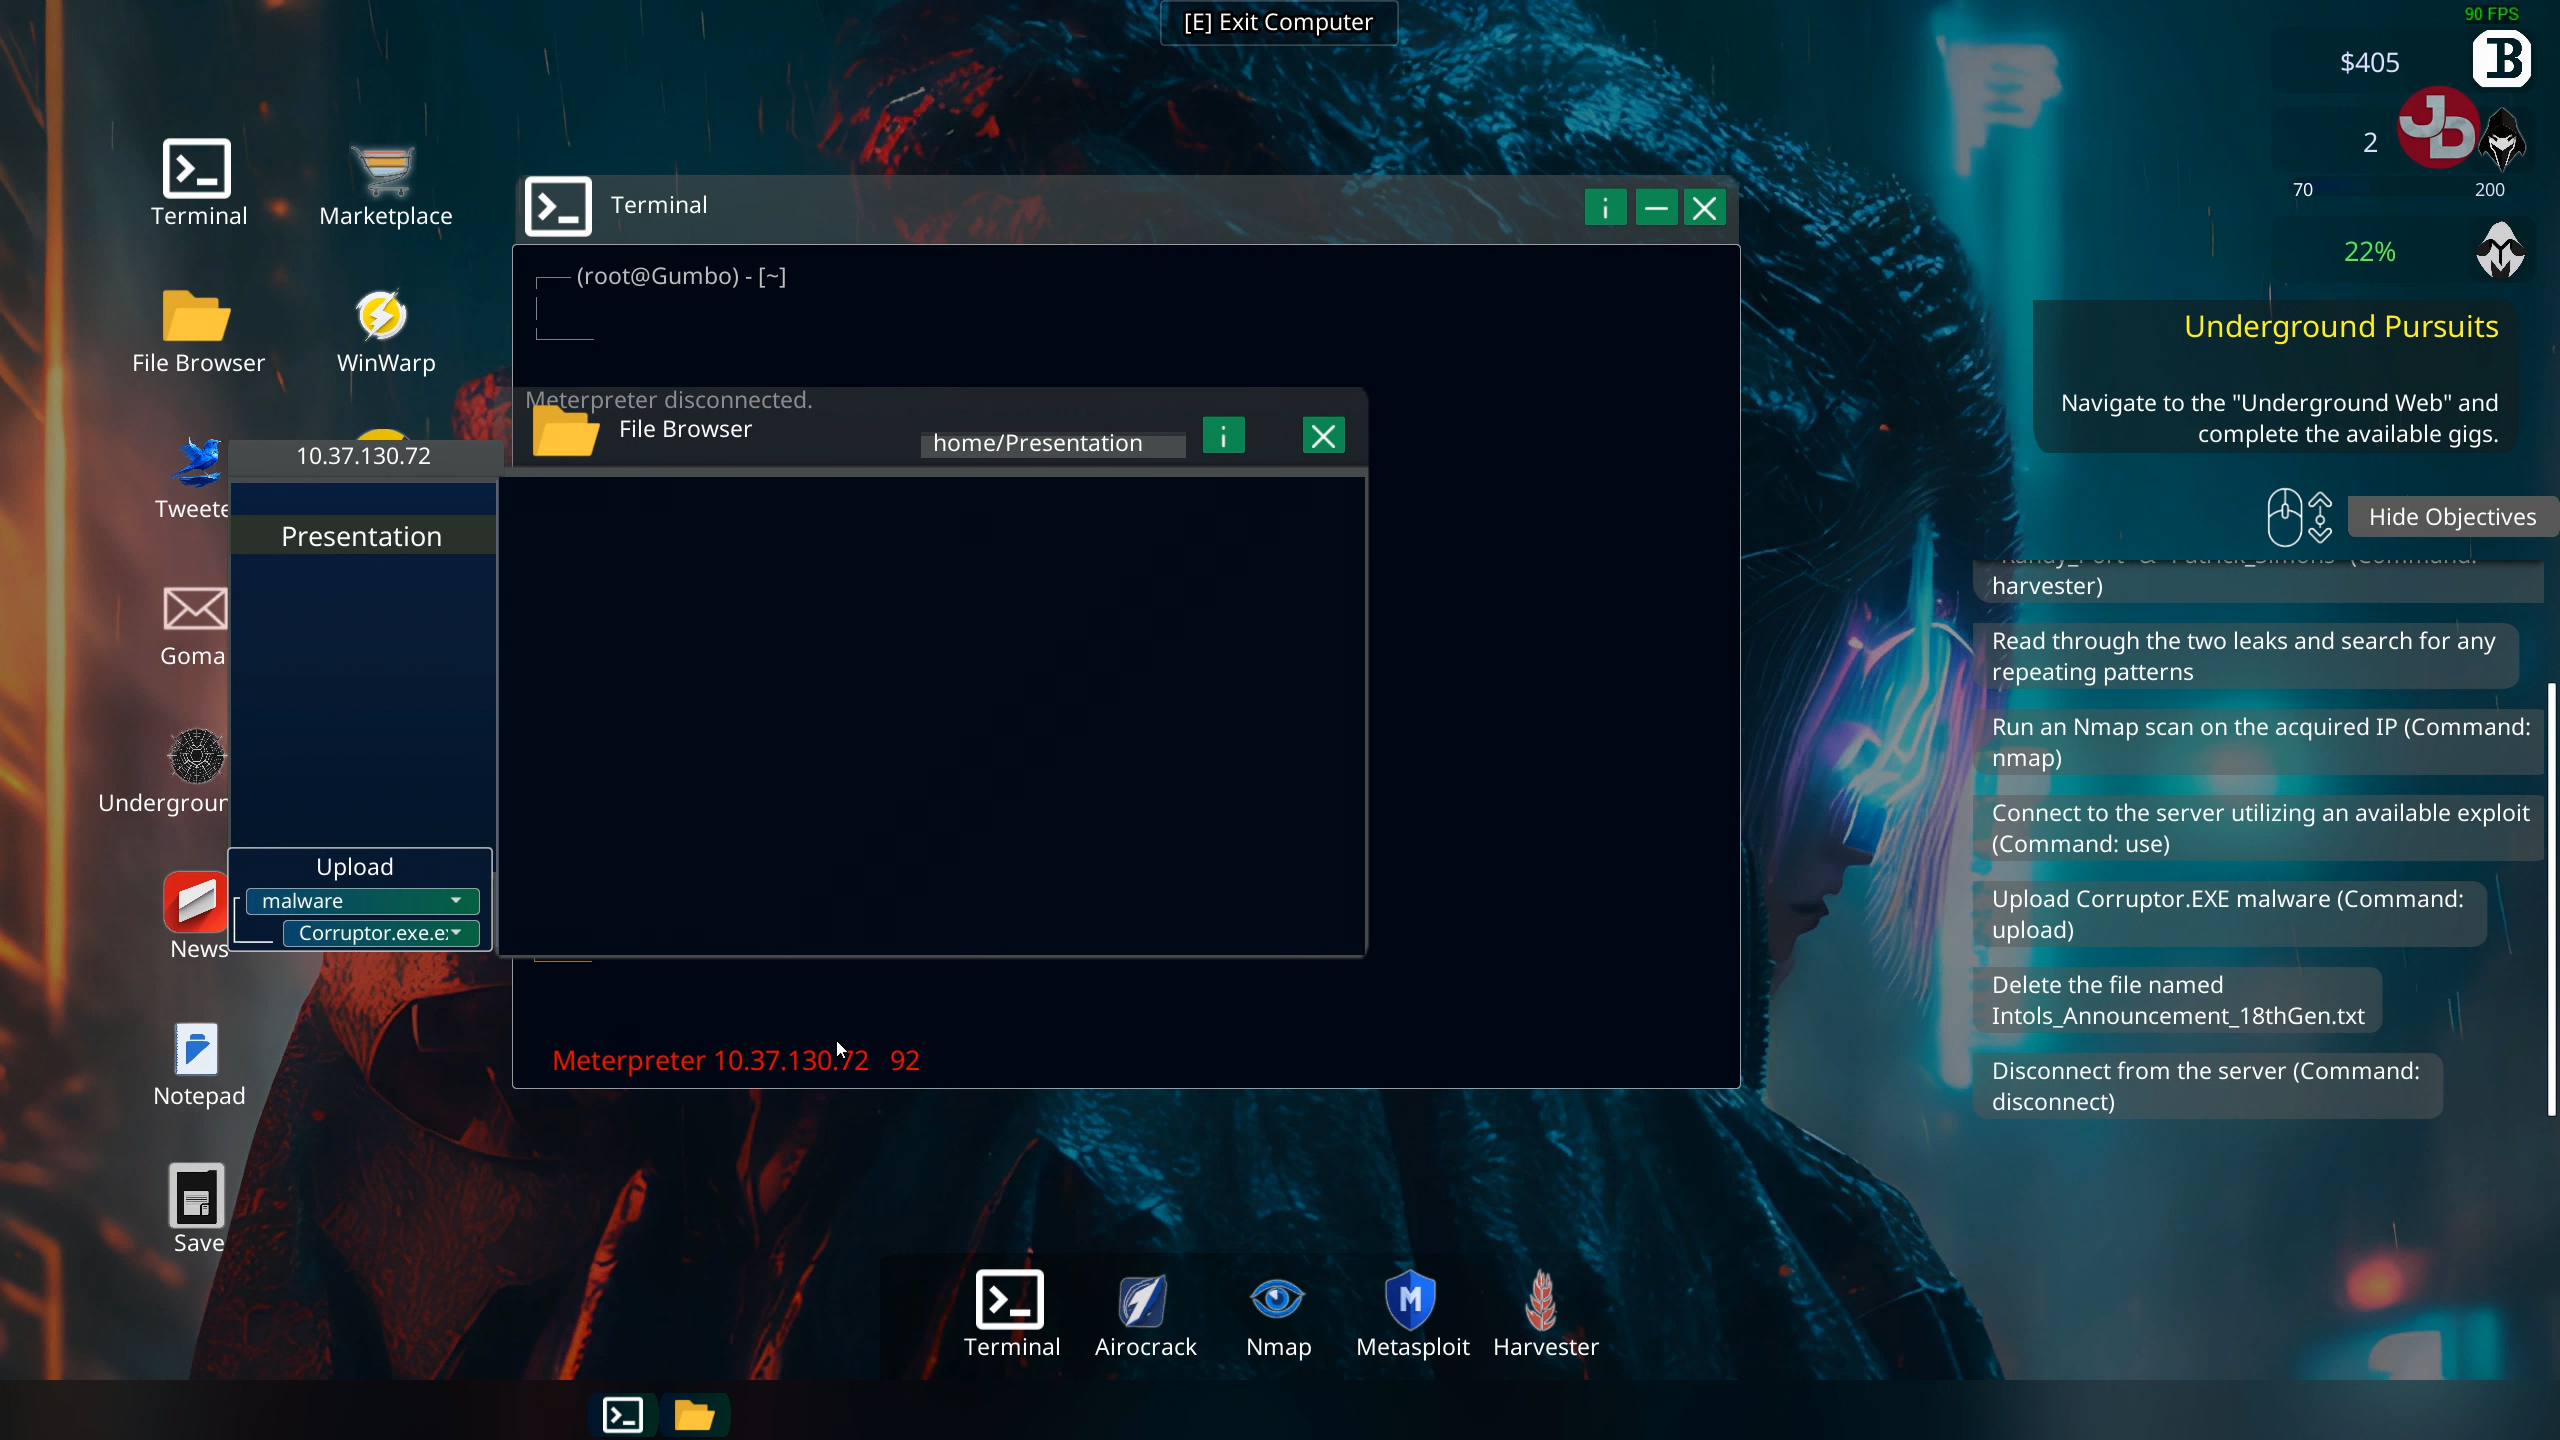 [E] Exit Computer
90 FPS
$405
B
JD
2
70
200
22%
Underground Pursuits
Navigate to the "Underground Web" and
complete the available gigs.
Hide Objectives
harvester)
Read through the two leaks and search for any
repeating patterns
Run an Nmap scan on the acquired IP (Command:
nmap)
Connect to the server utilizing an available exploit
(Command: use)
Upload Corruptor.EXE malware (Command:
upload)
Delete the file named
Intols_Announcement_18thGen.txt
Disconnect from the server (Command:
disconnect)
Terminal
Marketplace
File Browser
WinWarp
Tweete
Goma
Undergroun
News
Notepad
Save
Terminal
i
(root@Gumbo) - [~]
Meterpreter disconnected.
File Browser
home/Presentation
i
10.37.130.72
Presentation
Upload
malware
Corruptor.exe.e
Meterpreter 10.37.130.72 92
Terminal
Airocrack
Nmap
M
Metasploit
Harvester